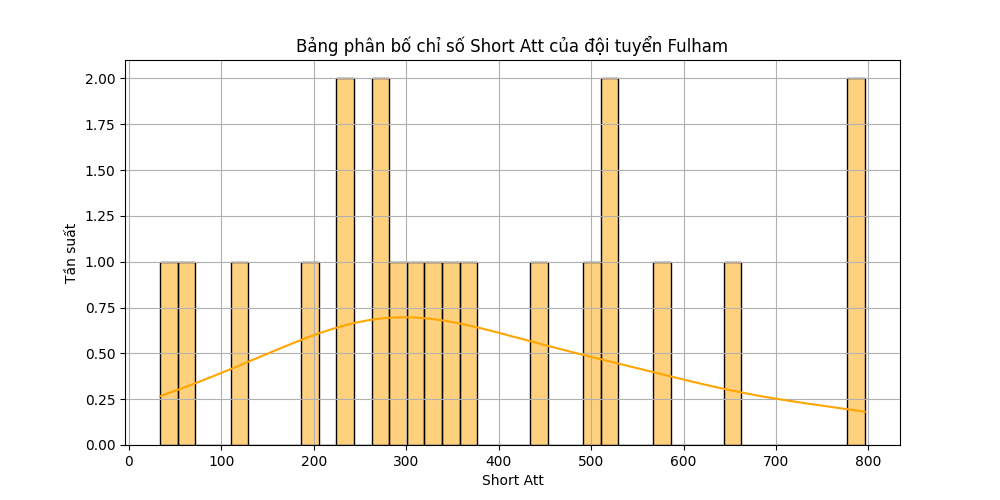 Bảng phân bố chỉ số Short Att của đội tuyển Fulham
2.00
1.75
1.50
1.25
1.00
0.75
0.50
0.25
0.00
Tần suất
0 100 200 300 400 500 600 700 800
Short Att